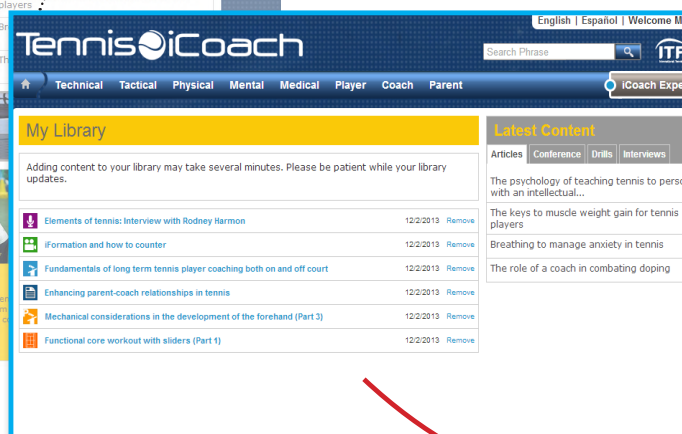 players
English | Español | Welcome M
Tennis iCoach
Search Phrase
ITF
Technical Tactical Physical Mental Medical Player Coach Parent
iCoach Expe
My Library
Adding content to your library may take several minutes. Please be patient while your library
updates.
Elements of tennis: Interview with Rodney Harmon 12/2/2013 Remove
iFormation and how to counter 12/2/2013 Remove
Fundamentals of long term tennis player coaching both on and off court 12/2/2013 Remove
Enhancing parent-coach relationships in tennis 12/2/2013 Remove
Mechanical considerations in the development of the forehand (Part 3) 12/2/2013 Remove
Functional core workout with sliders (Part 1) 12/2/2013 Remove
Latest Content
Articles Conference Drills Interviews
The psychology of teaching tennis to perso
with an intellectual...
The keys to muscle weight gain for tennis
players
Breathing to manage anxiety in tennis
The role of a coach in combating doping